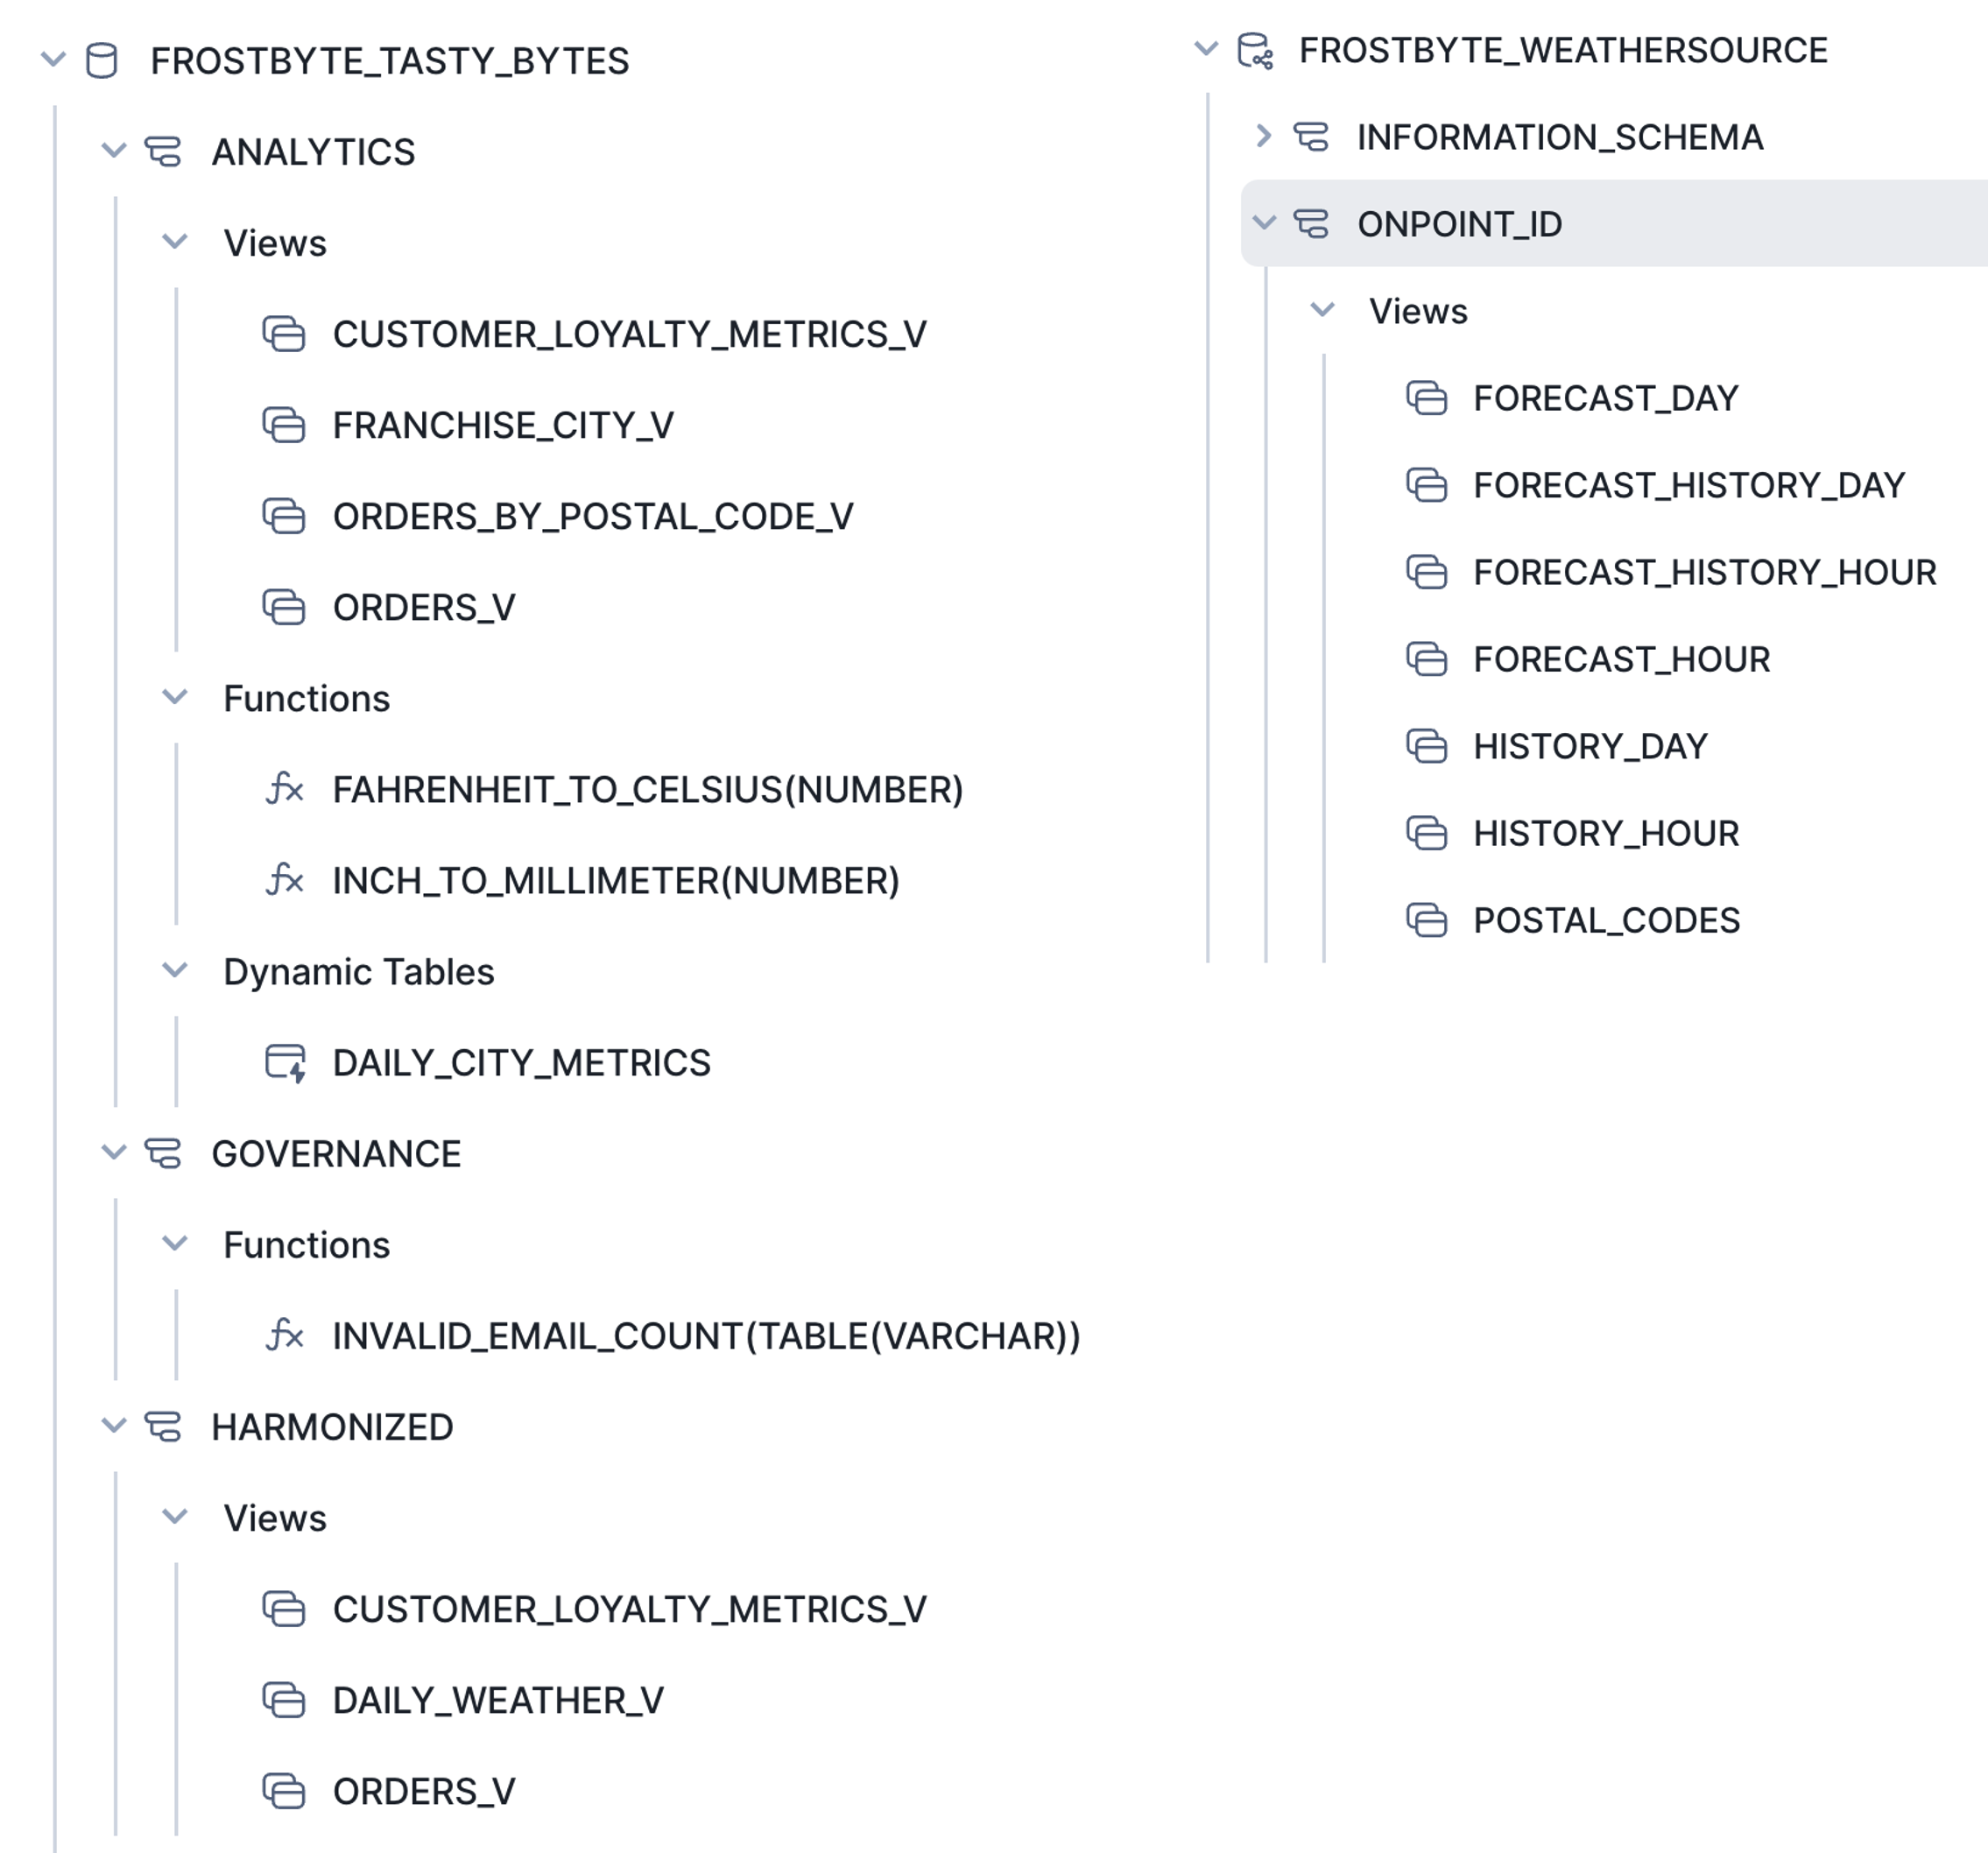 FROSTBYTE_TASTY_BYTES
ANALYTICS
Views
CUSTOMER_LOYALTY_METRICS_V
FRANCHISE_CITY_V
ORDERS_BY_POSTAL_CODE_V
ORDERS_V
Functions
FAHRENHEIT_TO_CELSIUS(NUMBER)
INCH_TO_MILLIMETER(NUMBER)
Dynamic Tables
DAILY_CITY_METRICS
GOVERNANCE
Functions
INVALID_EMAIL_COUNT(TABLE(VARCHAR))
HARMONIZED
Views
CUSTOMER_LOYALTY_METRICS_V
DAILY_WEATHER_V
ORDERS_V
FROSTBYTE_WEATHERSOURCE
INFORMATION_SCHEMA
ONPOINT_ID
Views
FORECAST_DAY
FORECAST_HISTORY_DAY
FORECAST_HISTORY_HOUR
FORECAST_HOUR
HISTORY_DAY
HISTORY_HOUR
POSTAL_CODES